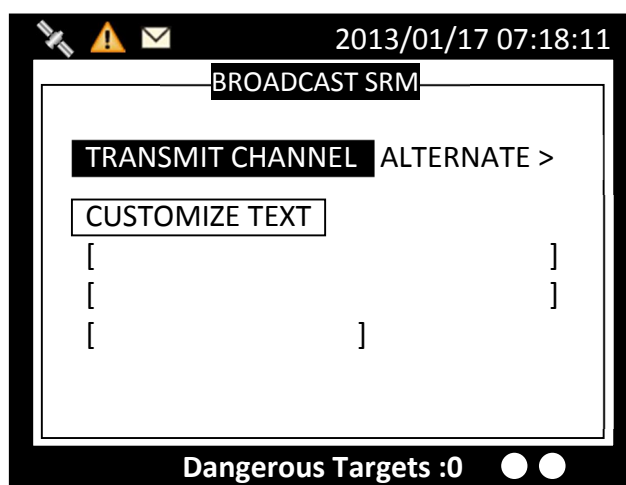 2013/01/17 07:18:11
BROADCAST SRM
TRANSMIT CHANNEL ALTERNATE >
CUSTOMIZE TEXT
[ ]
[ ]
[ ]
Dangerous Targets :0